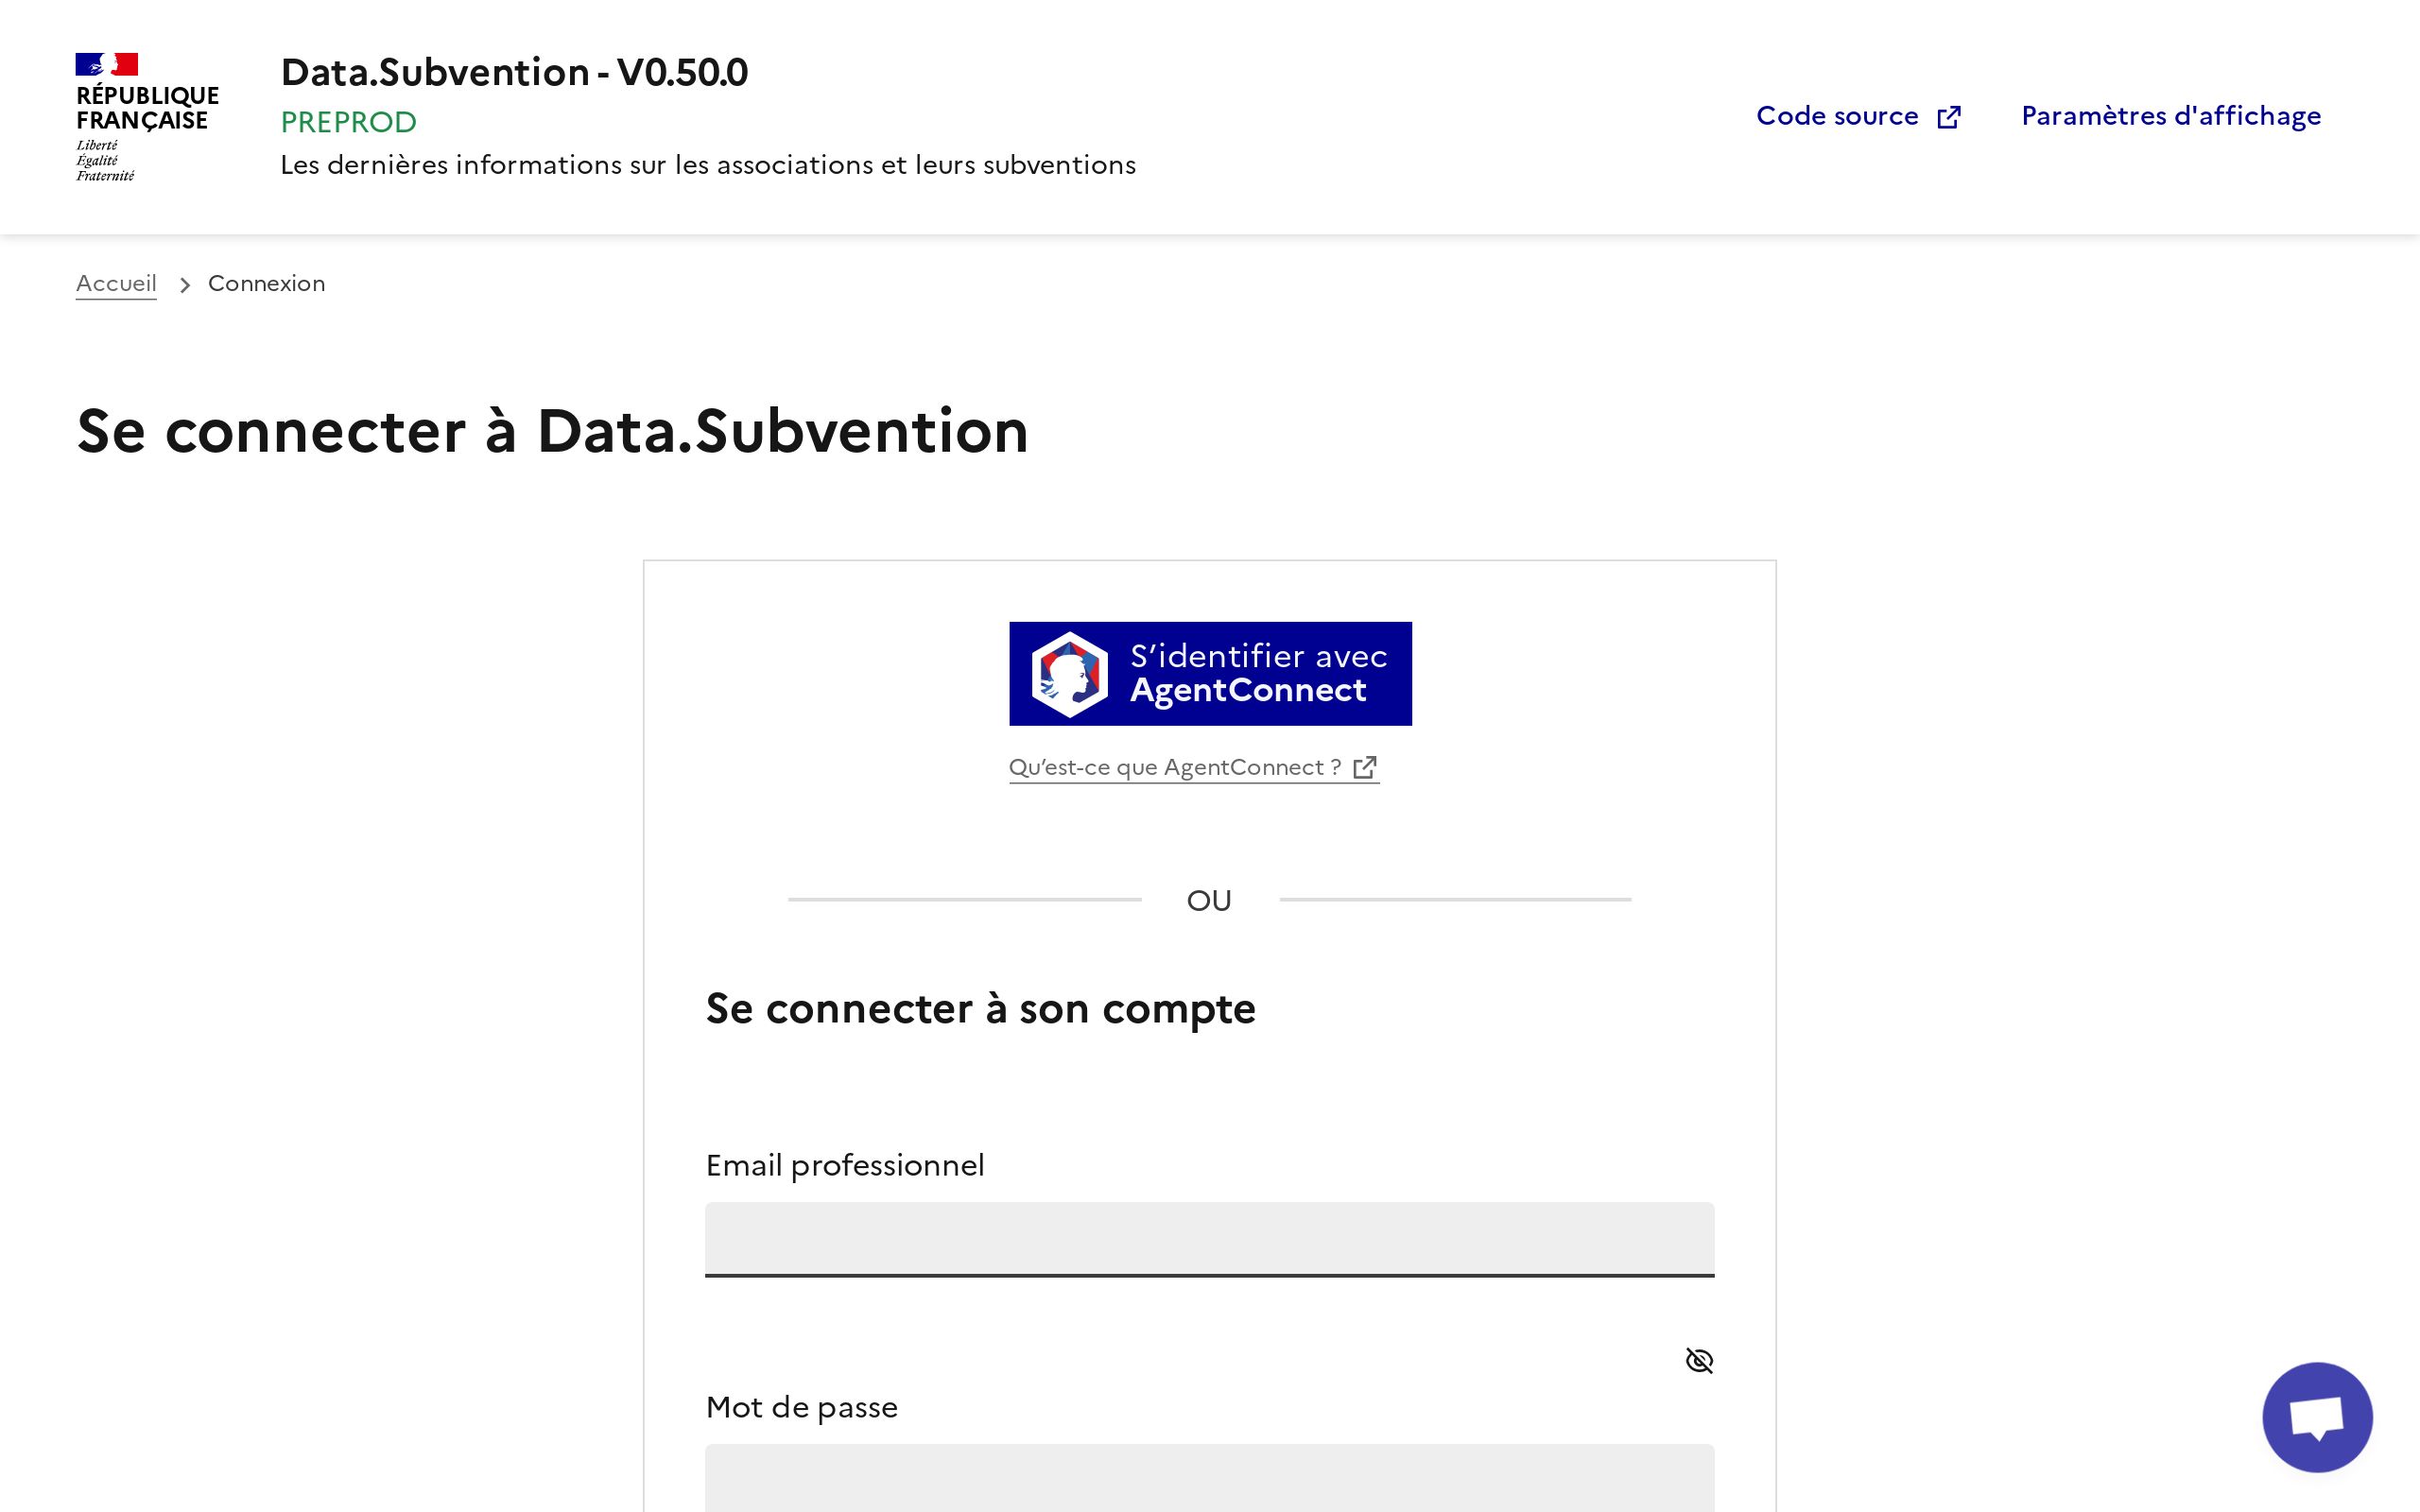 RÉPUBLIQUE
FRANÇAISE
Liberté
Égalité
Fraternité
Data.Subvention - V0.50.0
PREPROD
Les dernières informations sur les associations et leurs subventions
Code source
Paramètres d'affichage
Accueil
Connexion
Se connecter à Data.Subvention
S’identifier avec
AgentConnect
Qu’est-ce que AgentConnect ?
OU
Se connecter à son compte
Email professionnel
Mot de passe